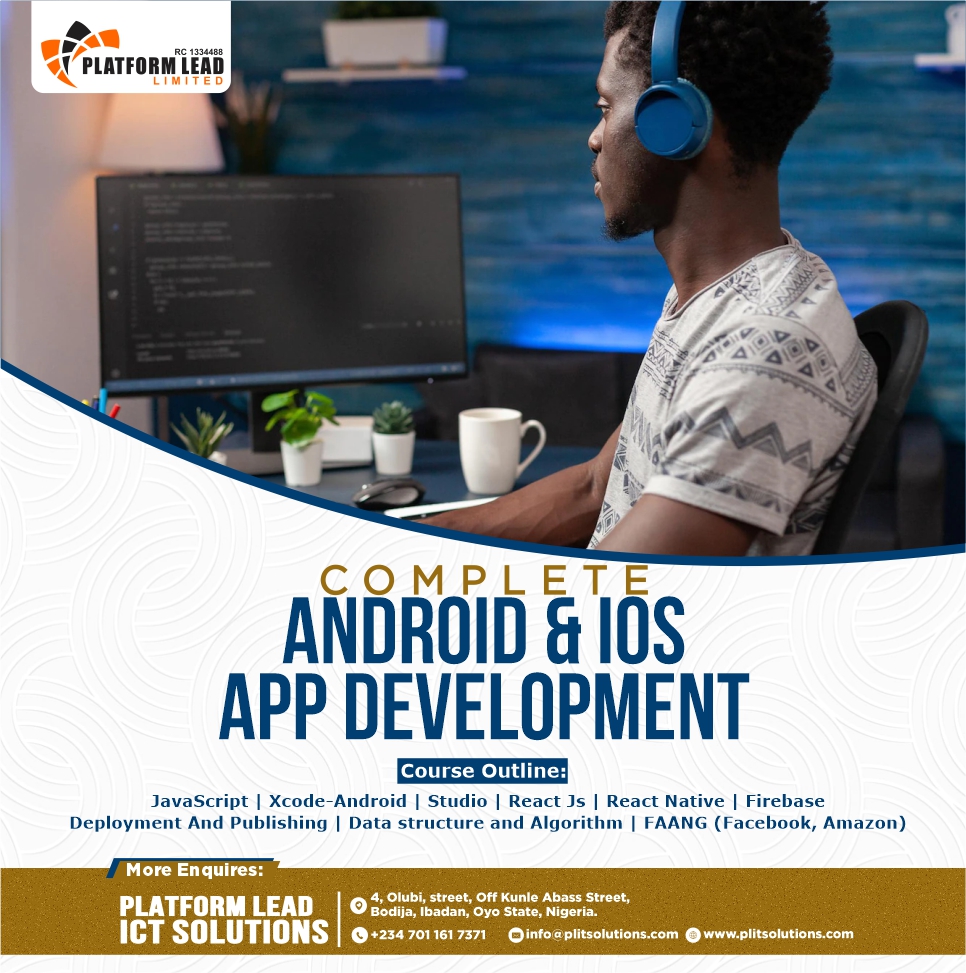 RC 1334488
PLATFORM LEAD
LIMITED
COMPLETE
ANDROID & IOS
APP DEVELOPMENT
Course Outline:
JavaScript | Xcode-Android | Studio | React Js | React Native | Firebase
Deployment And Publishing | Data structure and Algorithm | FAANG (Facebook, Amazon)
More Enquires:
PLATFORM LEAD
ICT SOLUTIONS
4, Olubi, street, Off Kunle Abass Street,
Bodija, Ibadan, Oyo State, Nigeria.
+234 701 161 7371 info@plitsolutions.com www.plitsolutions.com